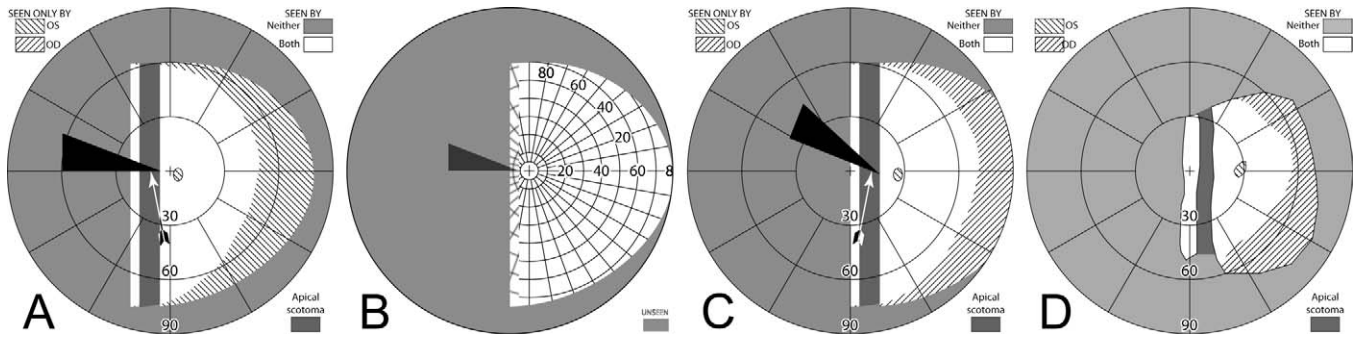 SEEN ONLY BY
OS
OD
SEEN BY
Neither
Both
30
60
90
Apical
scotoma
A
80
60
40
20
20 40 60 8
UNSEEN
B
SEEN ONLY BY
OS
OD
SEEN BY
Neither
Both
30
60
90
Apical
scotoma
C
OS
OD
SEEN BY
Neither
Both
30
60
90
Apical
scotoma
D